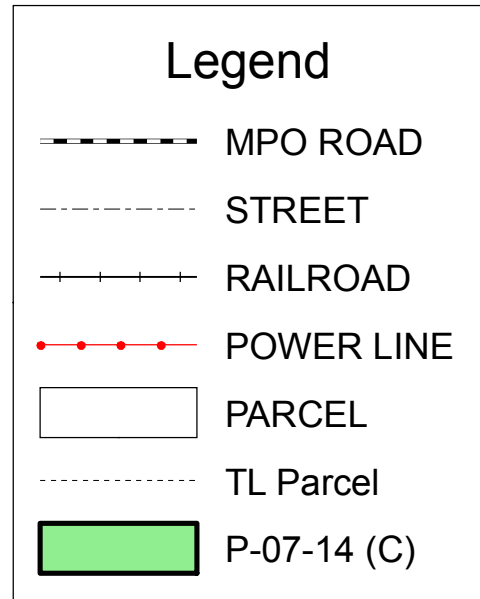 Legend
MPO ROAD
STREET
RAILROAD
POWER LINE
PARCEL
TL Parcel
P-07-14 (C)